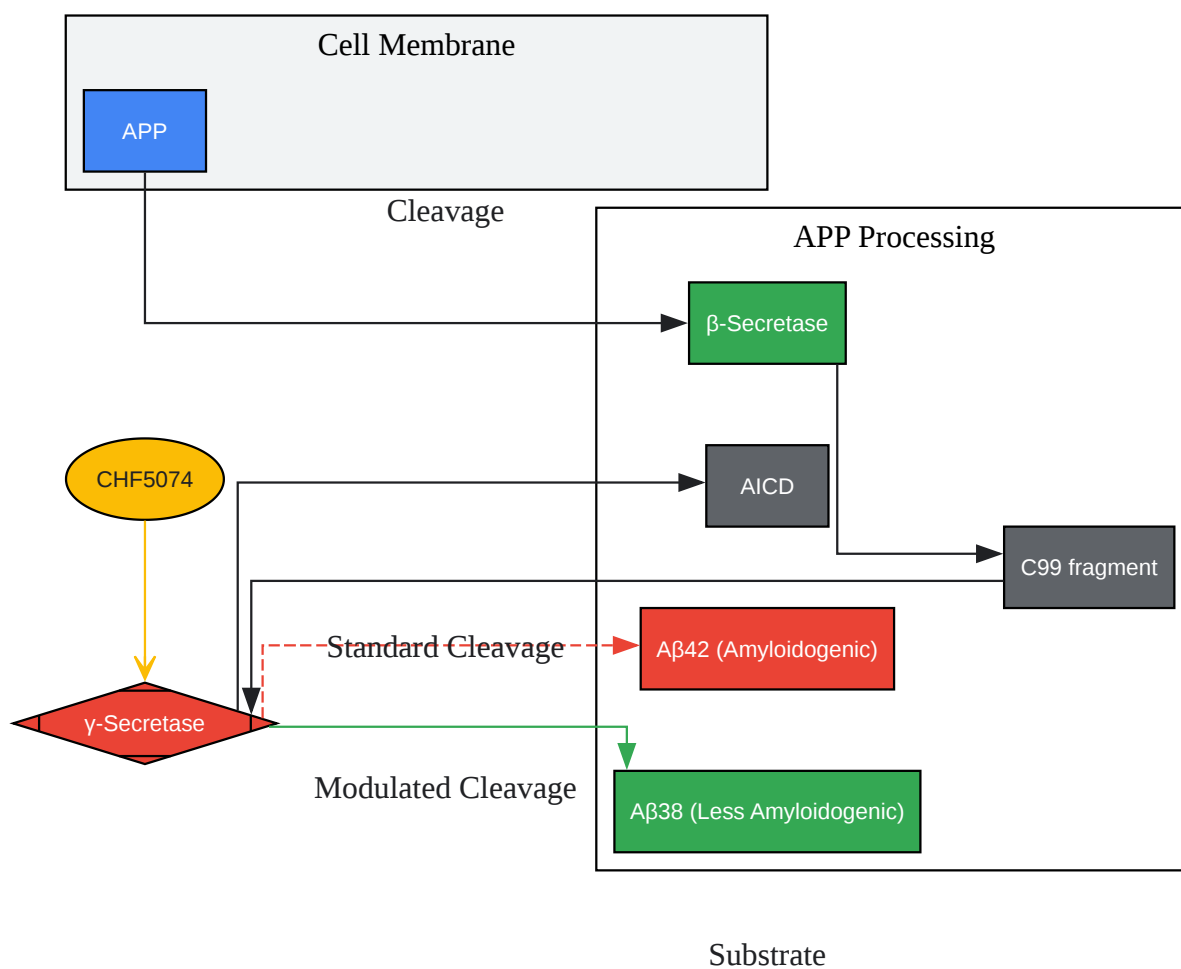 Cell Membrane
APP
Cleavage
APP Processing
β-Secretase
CHF5074
AICD
C99 fragment
Standard Cleavage
Aβ42 (Amyloidogenic)
γ-Secretase
Modulated Cleavage
Aβ38 (Less Amyloidogenic)
Substrate